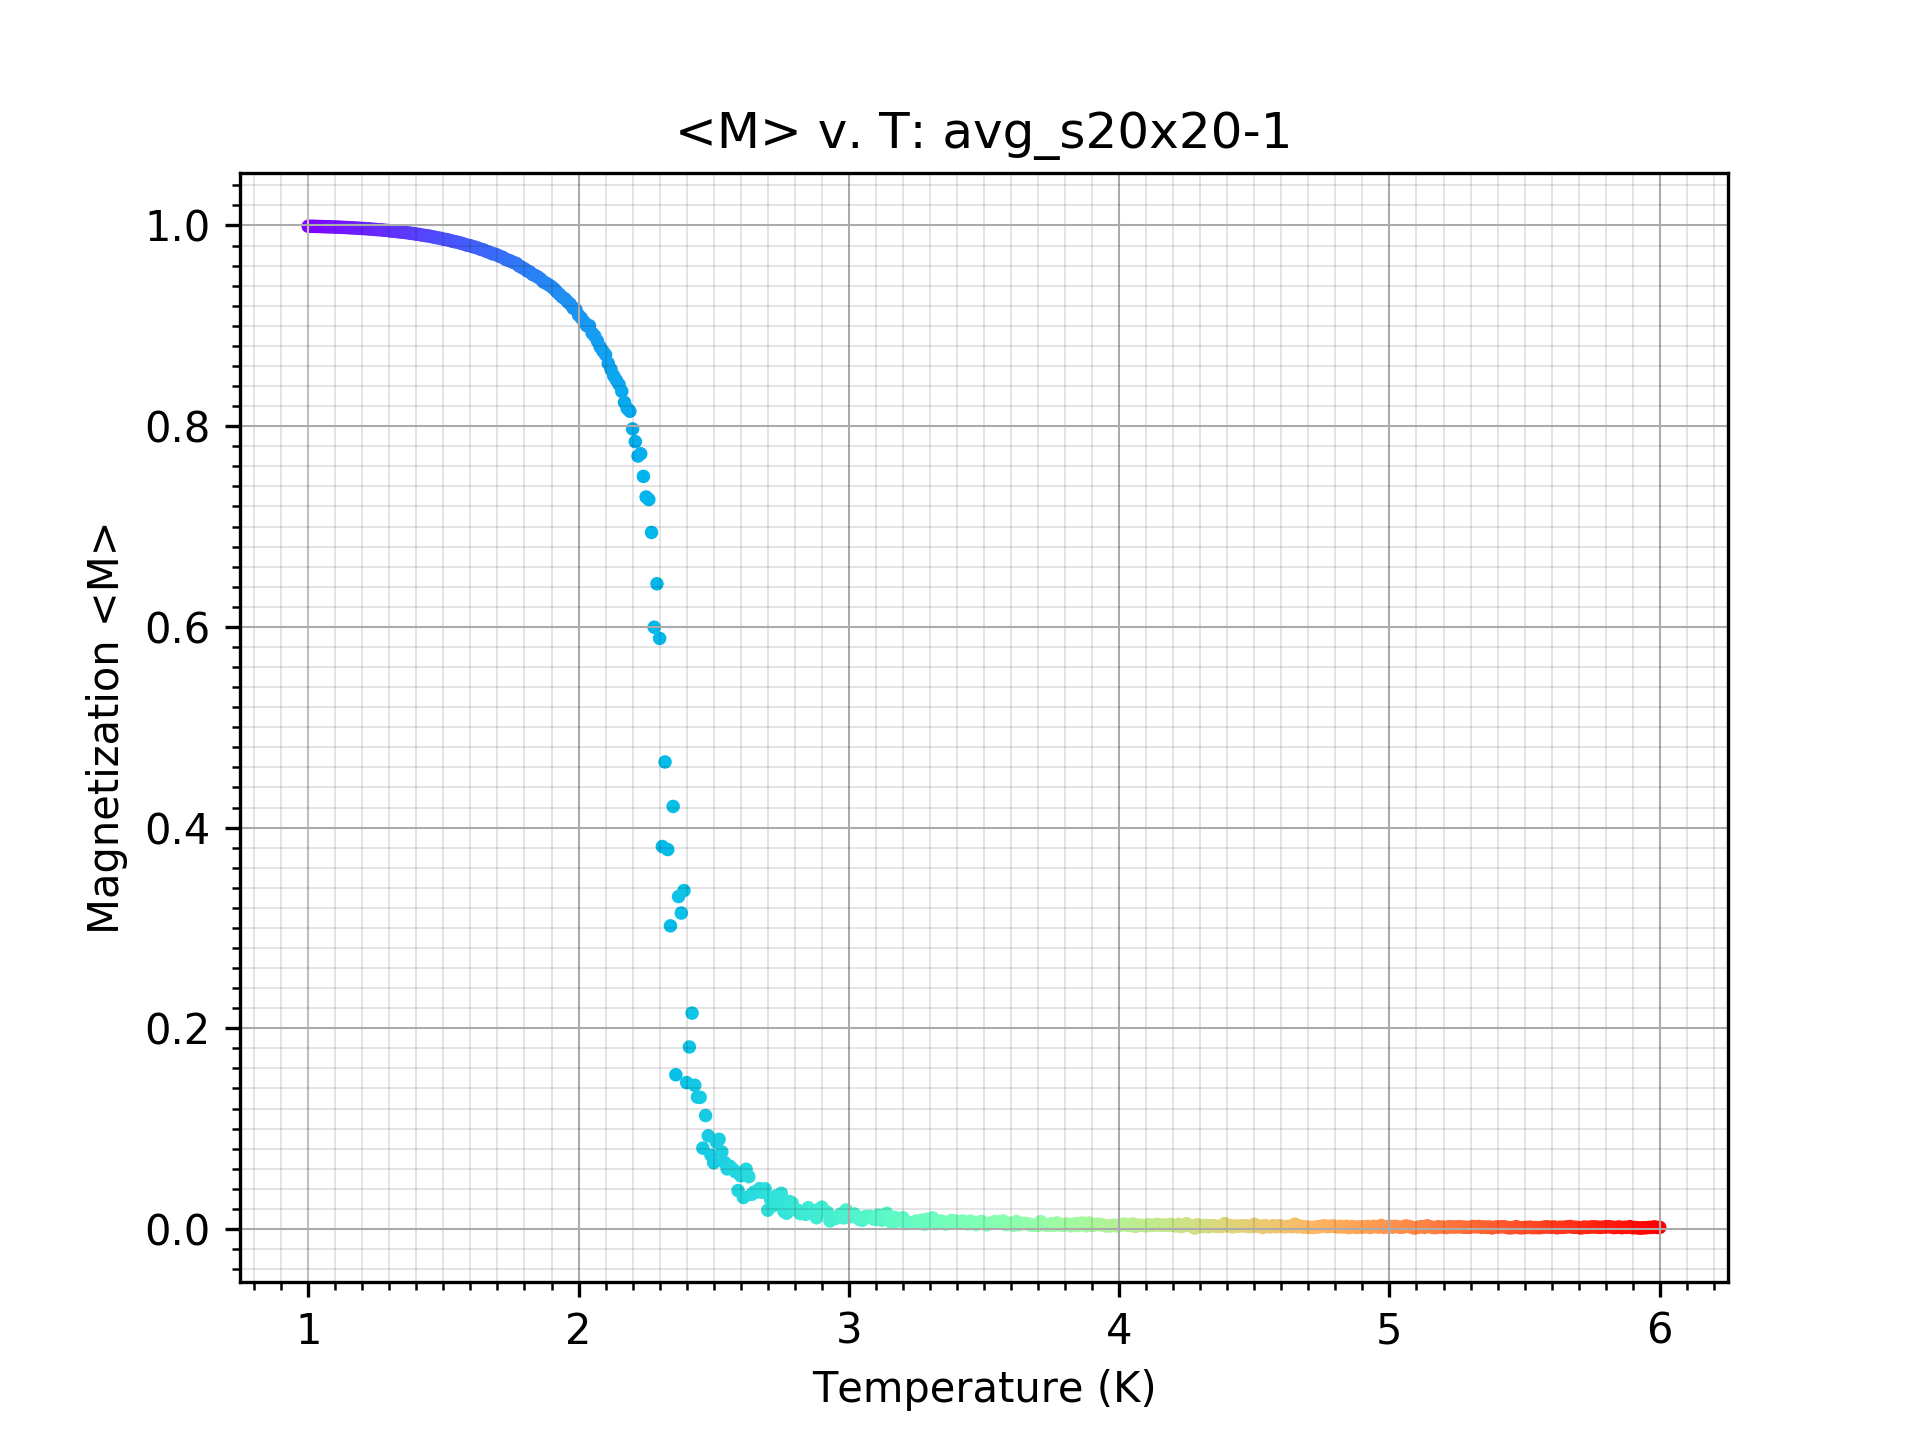 <M> v. T: avg_s20x20-1
Magnetization <M>
1.0
0.8
0.6
0.4
0.2
0.0
1 2 3 4 5 6
Temperature (K)